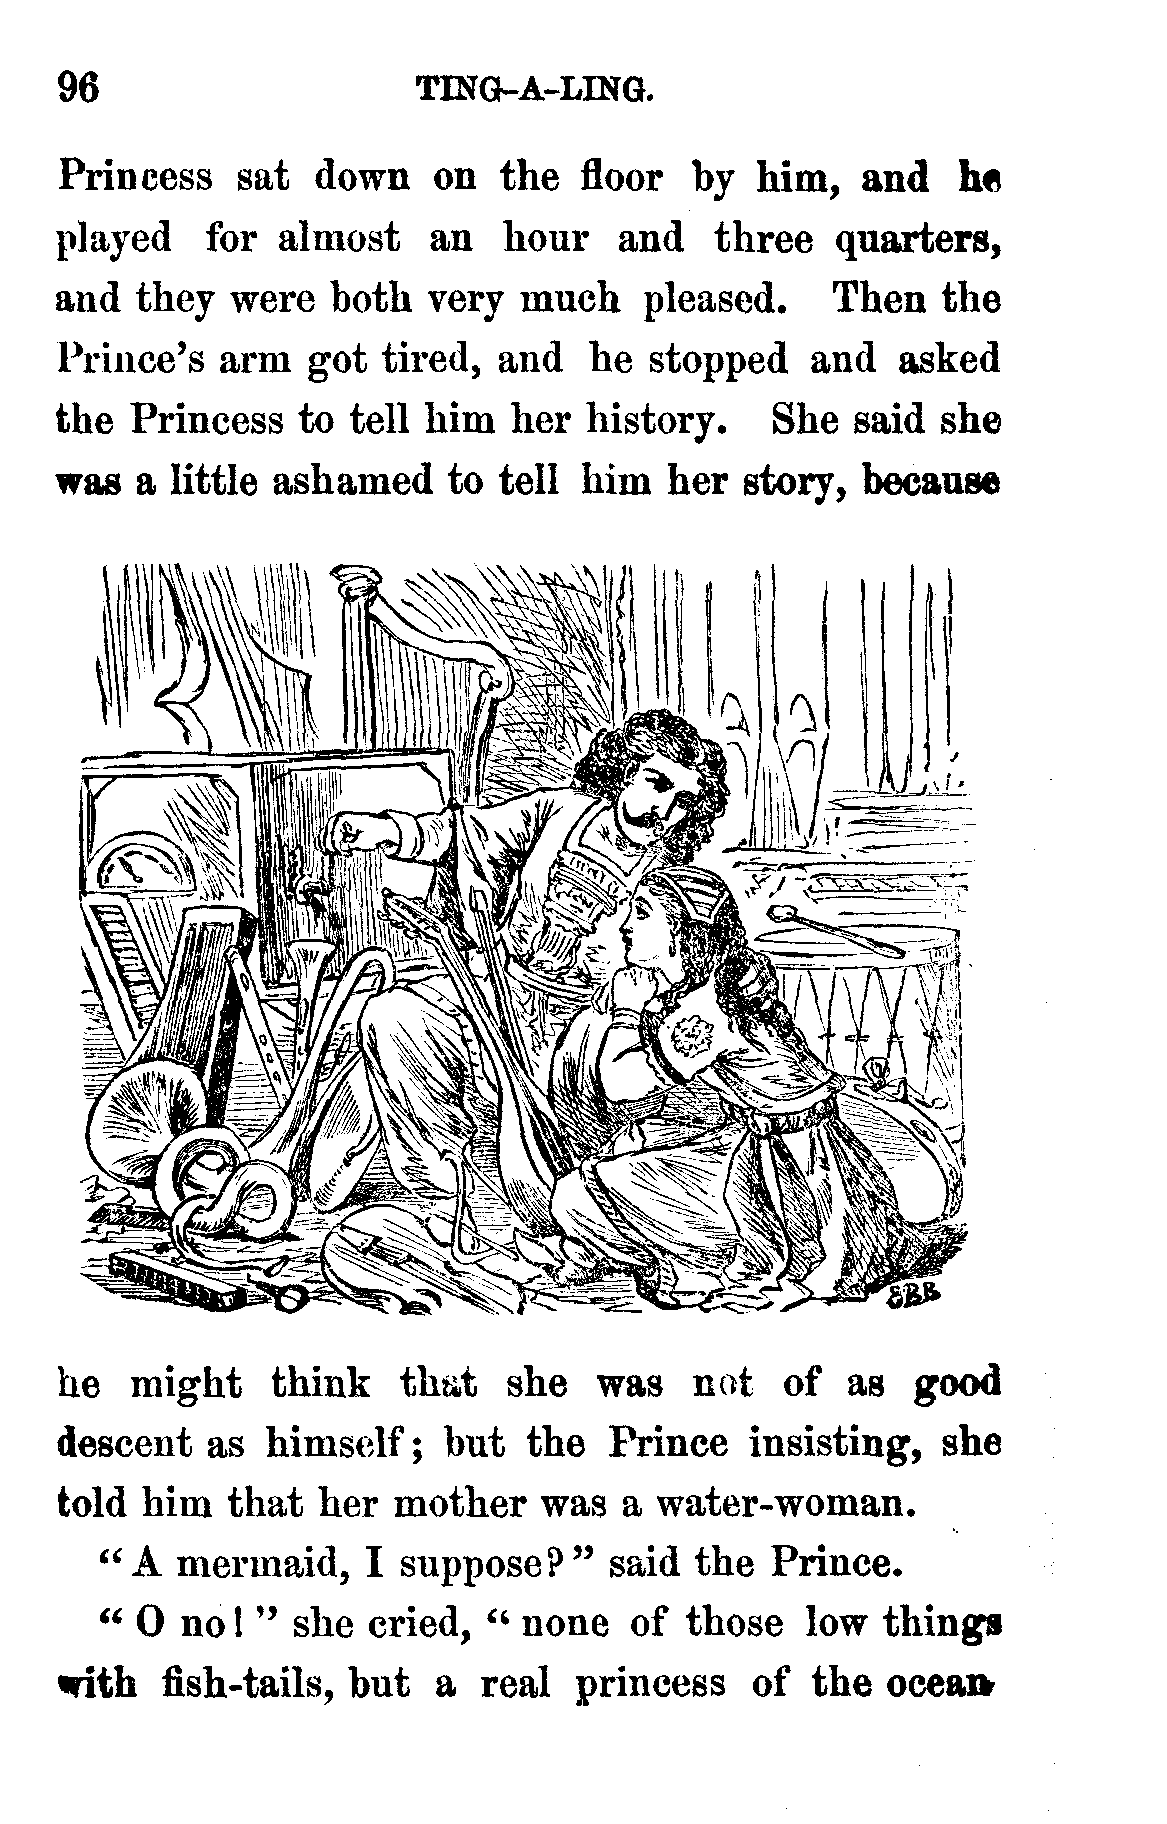 96 TING-A-LING.
Princess sat down on the floor by him, and he
played for almost an hour and three quarters,
and they were both very much pleased. Then the
Prince's arm got tired, and he stopped and asked
the Princess to tell him her history. She said she
was a little ashamed to tell him her story, because
EBB
he might think that she was not of as good
descent as himself; but the Prince insisting, she
told him that her mother was a water-woman.
"A mermaid, I suppose?" said the Prince.
"O no!" she cried, "none of those low things
with fish-tails, but a real princess of the ocean